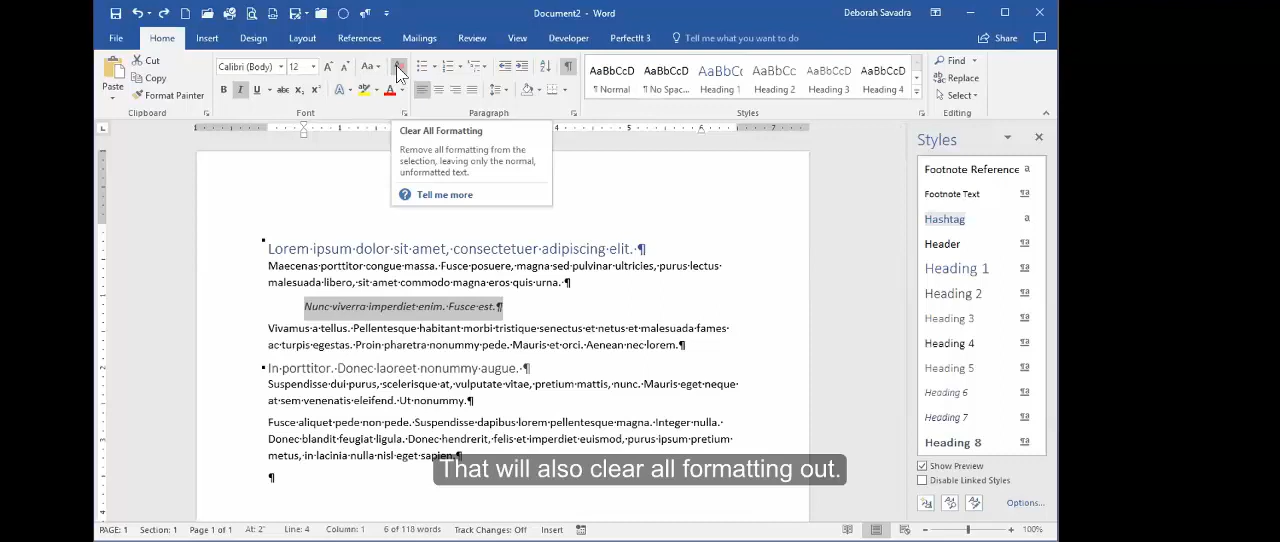 Document2 - Word
Deborah Savadra
File Home Insert Design Layout References Mailings Review View Developer PerfectIt 3 Tell me what you want to do Share
Cut
Copy
Format Painter
Paste
Clipboard
Calibri (Body) 12
Aa
B I U abc X₂ X²
A A
Font
Paragraph
AaBbCcD AaBbCcD AaBbCc AaBbCcD AaBbCcD AaBbCcD
¶ Normal ¶ No Spac... Heading 1 Heading 2 Heading 3 Heading 4
Styles
Find
Replace
Select
Editing
Clear All Formatting
Remove all formatting from the
selection, leaving only the normal,
unformatted text.
Tell me more
1 4 5 6 7
Lorem·ipsum·dolor·sit·amet,·consectetuer·adipiscing·elit.·¶
Maecenas·porttitor·congue·massa.·Fusce·posuere,·magna·sed·pulvinar·ultricies,·purus·lectus·
malesuada·libero,·sit·amet·commodo·magna·eros·quis·urna.·¶
Nunc·viverra·imperdiet·enim.·Fusce·est.¶
Vivamus·a·tellus.·Pellentesque·habitant·morbi·tristique·senectus·et·netus·et·malesuada·fames·
ac·turpis·egestas.·Proin·pharetra·nonummy·pede.·Mauris·et·orci.·Aenean·nec·lorem.¶
In·porttitor.·Donec·laoreet·nonummy·augue.·¶
Suspendisse·dui·purus,·scelerisque·at,·vulputate·vitae,·pretium·mattis,·nunc.·Mauris·eget·neque·
at·sem·venenatis·eleifend.·Ut·nonummy.¶
Fusce·aliquet·pede·non·pede.·Suspendisse·dapibus·lorem·pellentesque·magna.·Integer·nulla.·
Donec·blandit·feugiat·ligula.·Donec·hendrerit,·felis·et·imperdiet·euismod,·purus·ipsum·pretium·
metus,·in·lacinia·nulla·nisl·eget·sapien.¶
¶
That will also clear all formatting out.
Styles
Footnote Reference a
Footnote Text ¶a
Hashtag a
Header ¶a
Heading 1 ¶a
Heading 2 ¶a
Heading 3 ¶a
Heading 4 ¶a
Heading 5 ¶a
Heading 6 ¶a
Heading 7 ¶a
Heading 8 ¶a
Show Preview
Disable Linked Styles
Options...
PAGE: 1 Section: 1 Page 1 of 1 At: 2" Line: 4 Column: 1 6 of 118 words Track Changes: Off Insert 100%